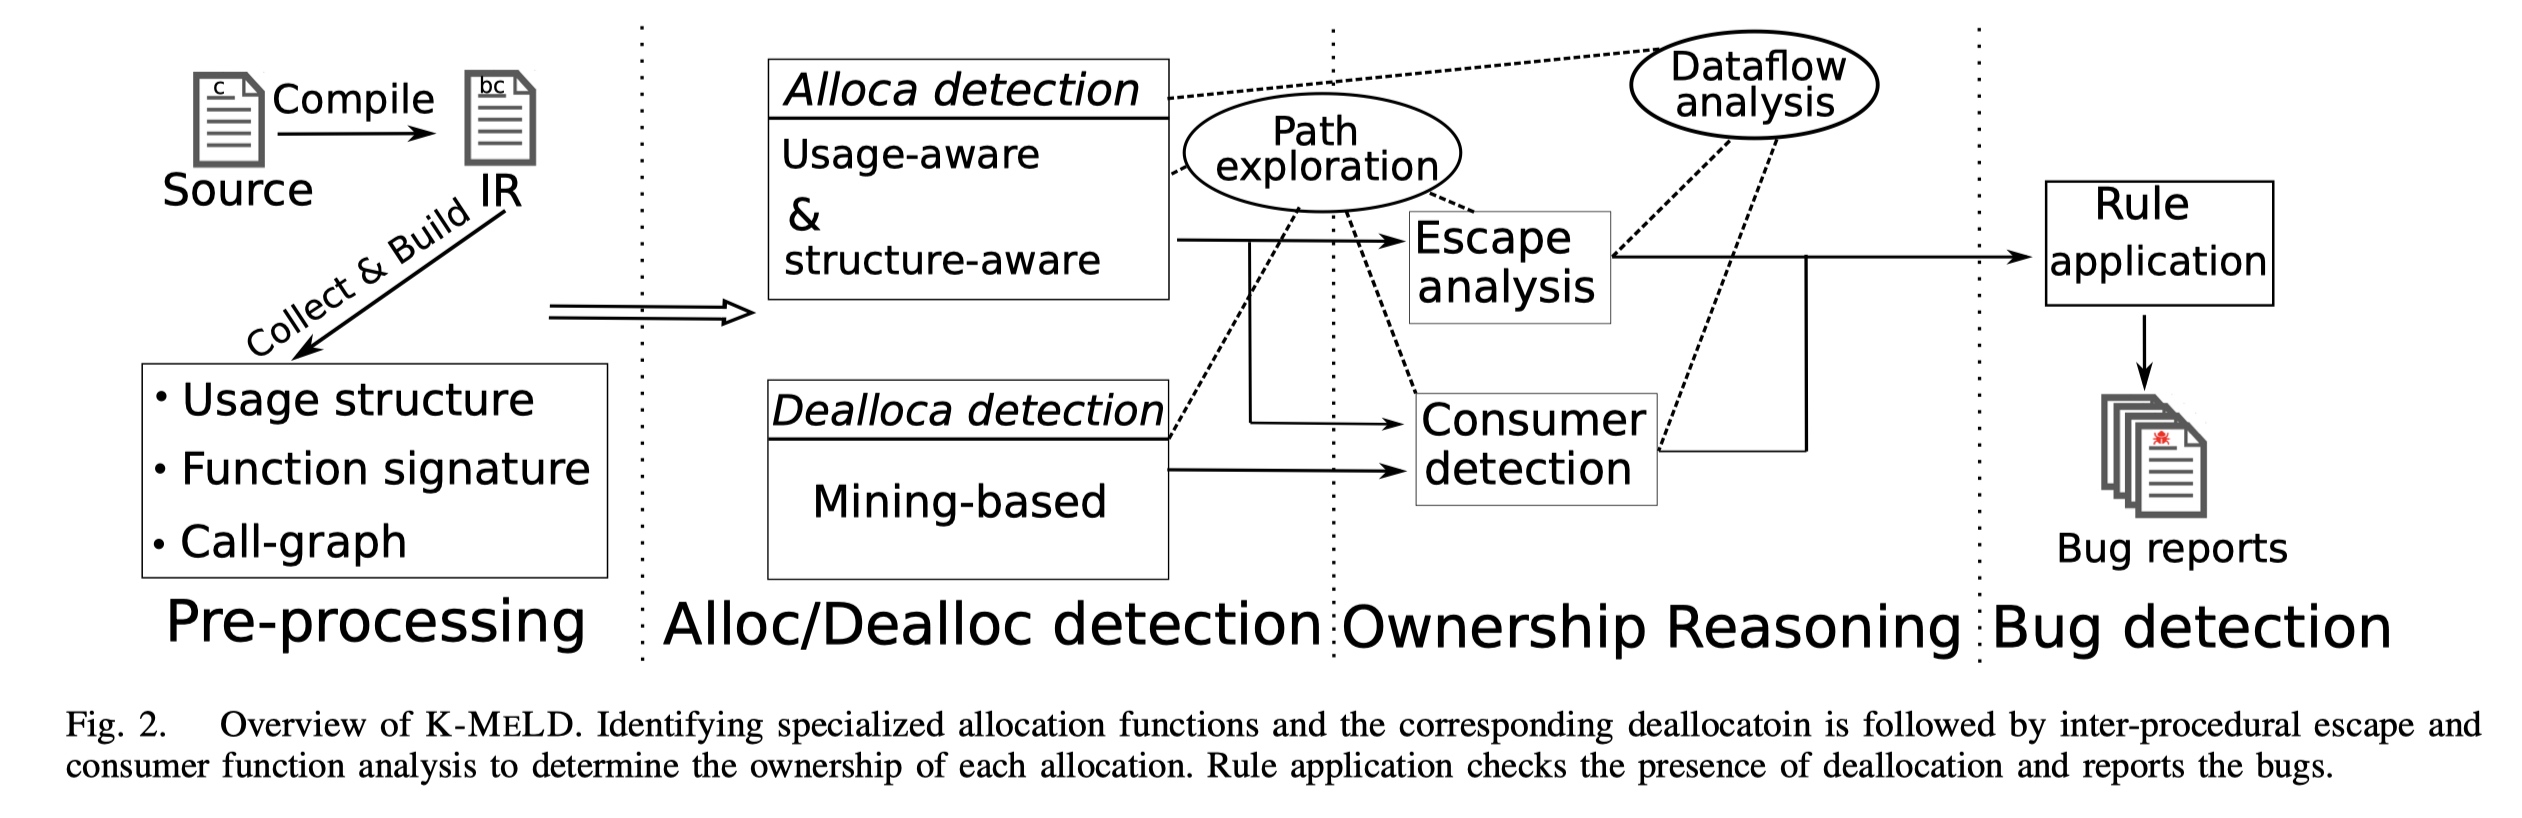 c
Compile
bc
Source
IR
Collect & Build
• Usage structure
• Function signature
• Call-graph
Pre-processing
Alloca detection
Usage-aware
&
structure-aware
Dealloca detection
Mining-based
Alloc/Dealloc detection
Path
exploration
Dataflow
analysis
Escape
analysis
Consumer
detection
Ownership Reasoning
Rule
application
Bug reports
Bug detection
Fig. 2. Overview of K-MELD. Identifying specialized allocation functions and the corresponding deallocatoin is followed by inter-procedural escape and
consumer function analysis to determine the ownership of each allocation. Rule application checks the presence of deallocation and reports the bugs.